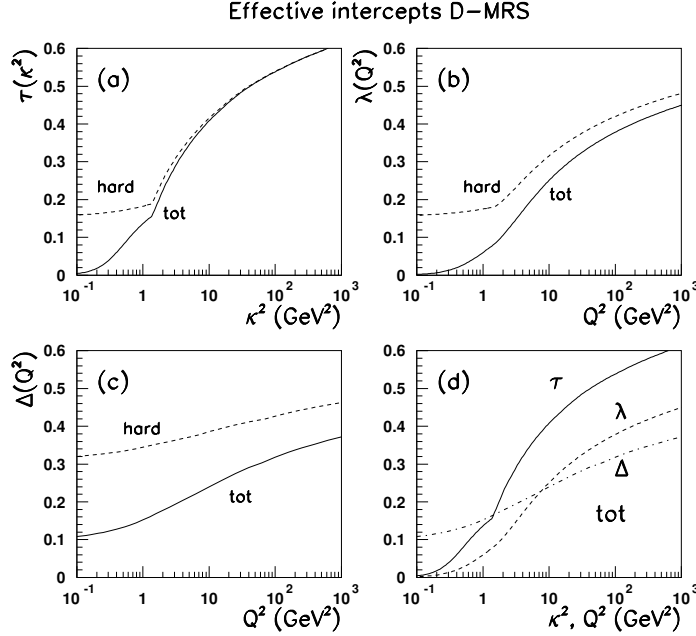 Effective intercepts D-MRS
τ(κ²)
0.6
0.5
0.4
0.3
0.2
0.1
0
(a)
hard
tot
10⁻¹ 1 10 10² 10³
κ² (GeV²)
λ(Q²)
0.6
0.5
0.4
0.3
0.2
0.1
0
(b)
hard
tot
10⁻¹ 1 10 10² 10³
Q² (GeV²)
Δ(Q²)
0.6
0.5
0.4
0.3
0.2
0.1
0
(c)
hard
tot
10⁻¹ 1 10 10² 10³
Q² (GeV²)
0.6
0.5
0.4
0.3
0.2
0.1
0
(d)
τ
λ
Δ
tot
10⁻¹ 1 10 10² 10³
κ², Q² (GeV²)